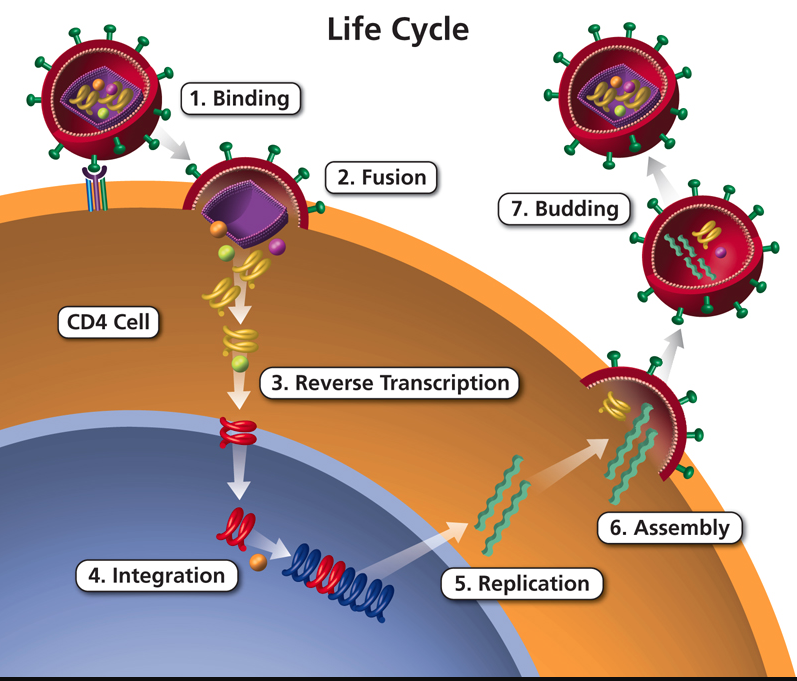 Life Cycle
1. Binding
2. Fusion
7. Budding
CD4 Cell
3. Reverse Transcription
6. Assembly
4. Integration
5. Replication